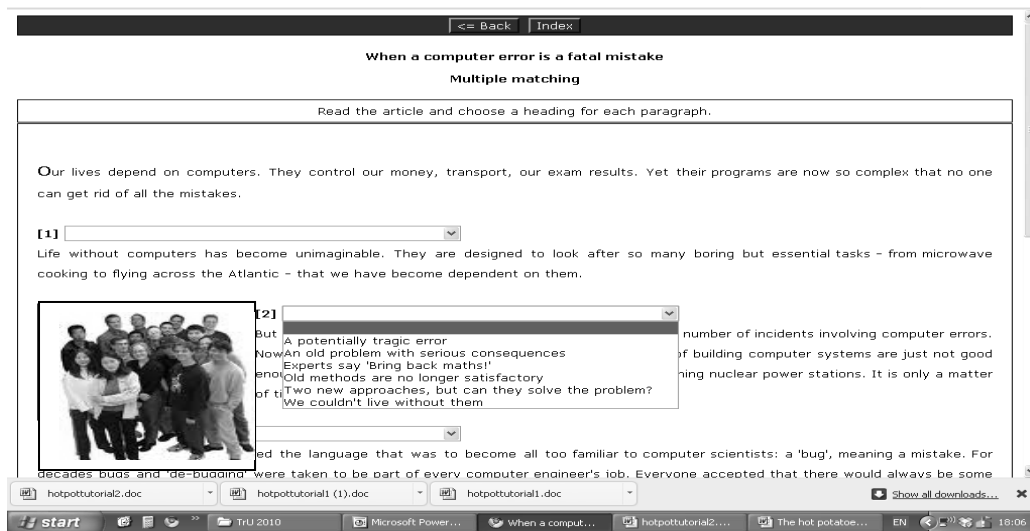 <= Back Index
When a computer error is a fatal mistake
Multiple matching
Read the article and choose a heading for each paragraph.
Our lives depend on computers. They control our money, transport, our exam results. Yet their programs are now so complex that no one
can get rid of all the mistakes.
[1]
Life without computers has become unimaginable. They are designed to look after so many boring but essential tasks – from microwave
cooking to flying across the Atlantic – that we have become dependent on them.
[2]
But number of incidents involving computer errors.
A potentially tragic error
Now of building computer systems are just not good
An old problem with serious consequences
Experts say 'Bring back maths!'
ning nuclear power stations. It is only a matter
Old methods are no longer satisfactory
Two new approaches, but can they solve the problem?
of ti
We couldn't live without them
ed the language that was to become all too familiar to computer scientists: a 'bug', meaning a mistake. For
decades bugs and 'de-bugging' were taken to be part of every computer engineer's job. Everyone accepted that there would always be some
hotpottutorial2.doc hotpottutorial1 (1).doc hotpottutorial1.doc Show all downloads...
start TrU 2010 Microsoft Power... When a comput... hotpottutorial2.... The hot potatoe... EN 18:06